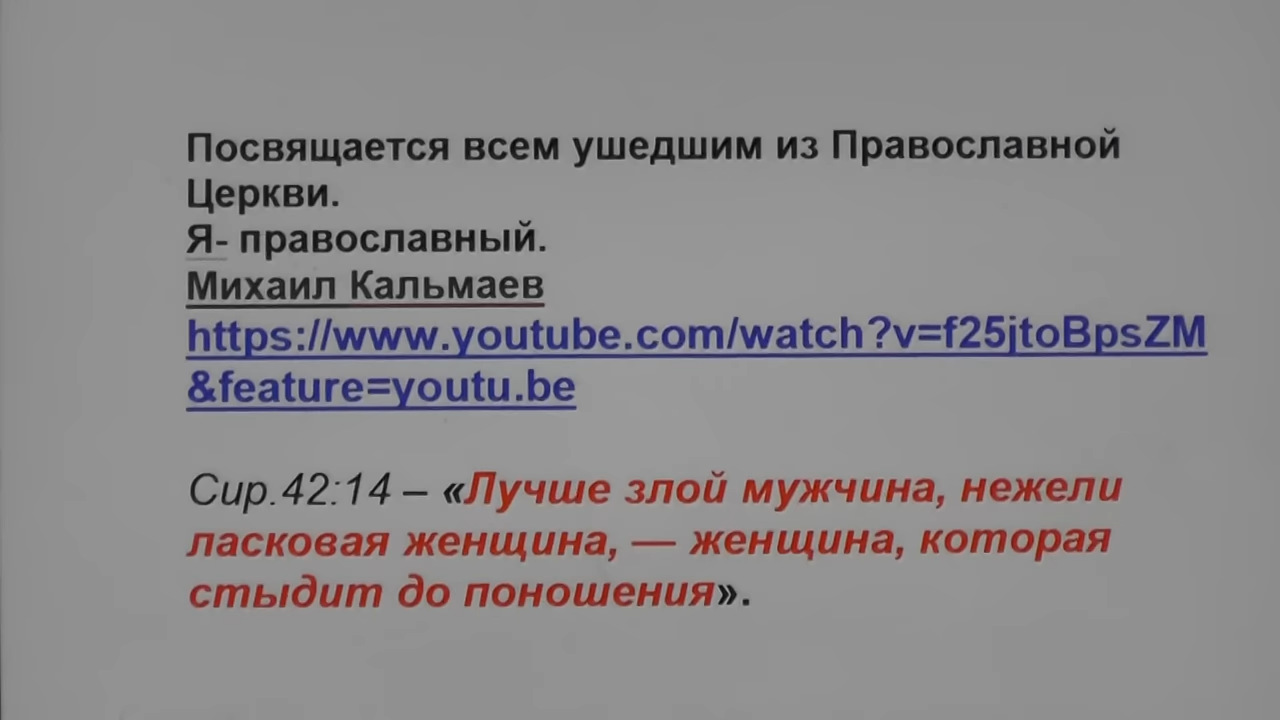 Посвящается всем ушедшим из Православной
Церкви.
Я- православный.
Михаил Кальмаев
https://www.youtube.com/watch?v=f25jtoBpsZM
&feature=youtu.be
Сир.42:14 – «Лучше злой мужчина, нежели
ласковая женщина, — женщина, которая
стыдит до поношения».